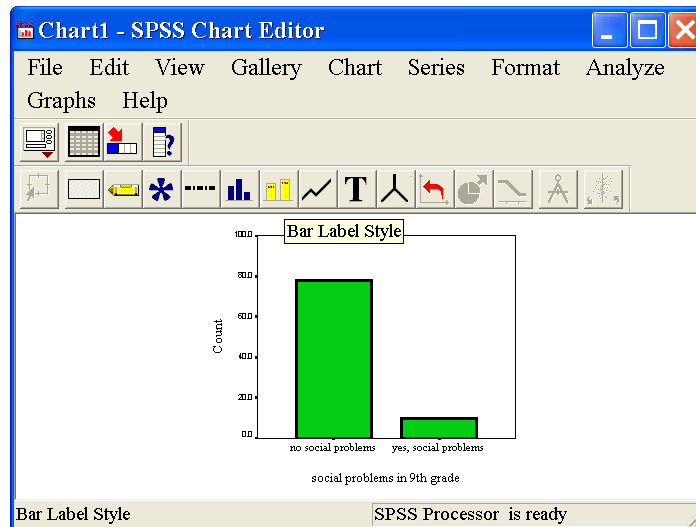 Chart1 - SPSS Chart Editor
File Edit View Gallery Chart Series Format Analyze
Graphs Help
T
Bar Label Style
100.0
80.0
60.0
40.0
20.0
0.0
Count
no social problems yes, social problems
social problems in 9th grade
Bar Label Style SPSS Processor is ready